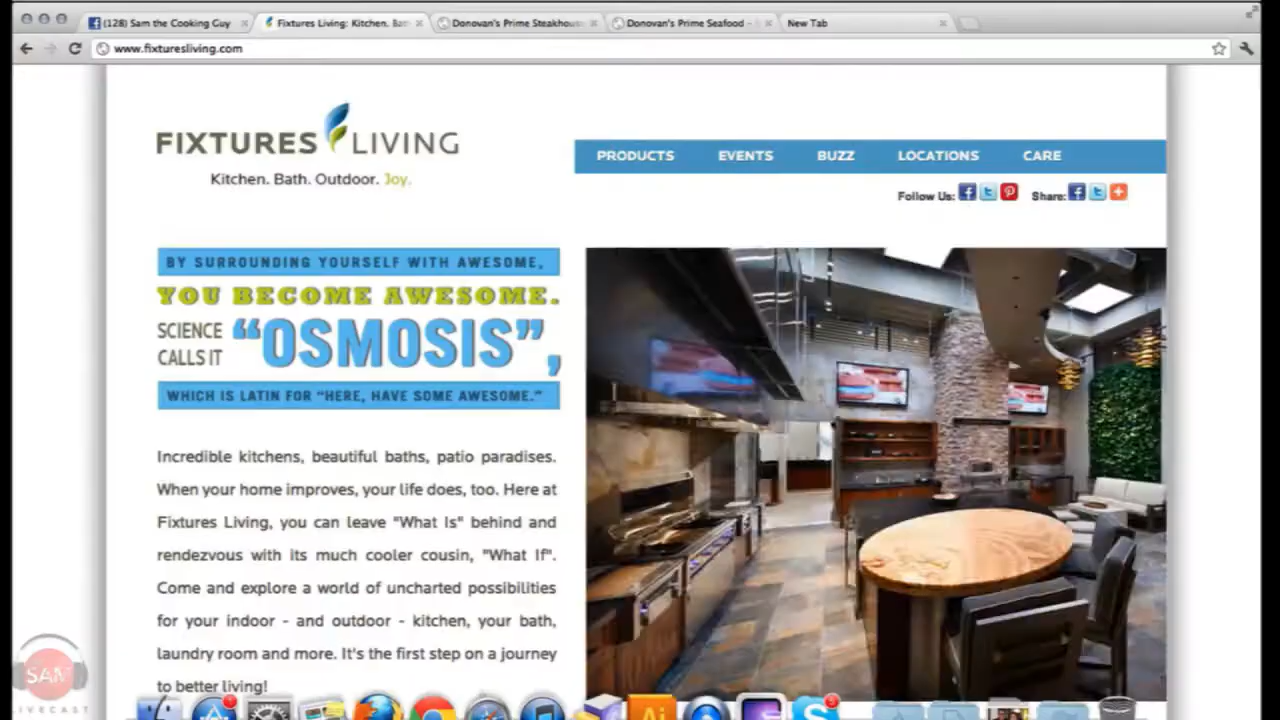 (128) Sam the Cooking Guy
Fixtures Living: Kitchen. Bat
Donovan's Prime Steakhouse
Donovan's Prime Seafood -
New Tab
www.fixturesliving.com
FIXTURES LIVING
Kitchen. Bath. Outdoor. Joy.
PRODUCTS EVENTS BUZZ LOCATIONS CARE
Follow Us: Share:
BY SURROUNDING YOURSELF WITH AWESOME,
YOU BECOME AWESOME.
SCIENCE CALLS IT “OSMOSIS”,
WHICH IS LATIN FOR “HERE, HAVE SOME AWESOME.”
Incredible kitchens, beautiful baths, patio paradises.
When your home improves, your life does, too. Here at
Fixtures Living, you can leave "What Is" behind and
rendezvous with its much cooler cousin, "What If".
Come and explore a world of uncharted possibilities
for your indoor - and outdoor - kitchen, your bath,
laundry room and more. It's the first step on a journey
to better living!
SAM
LIVECAST
Ai